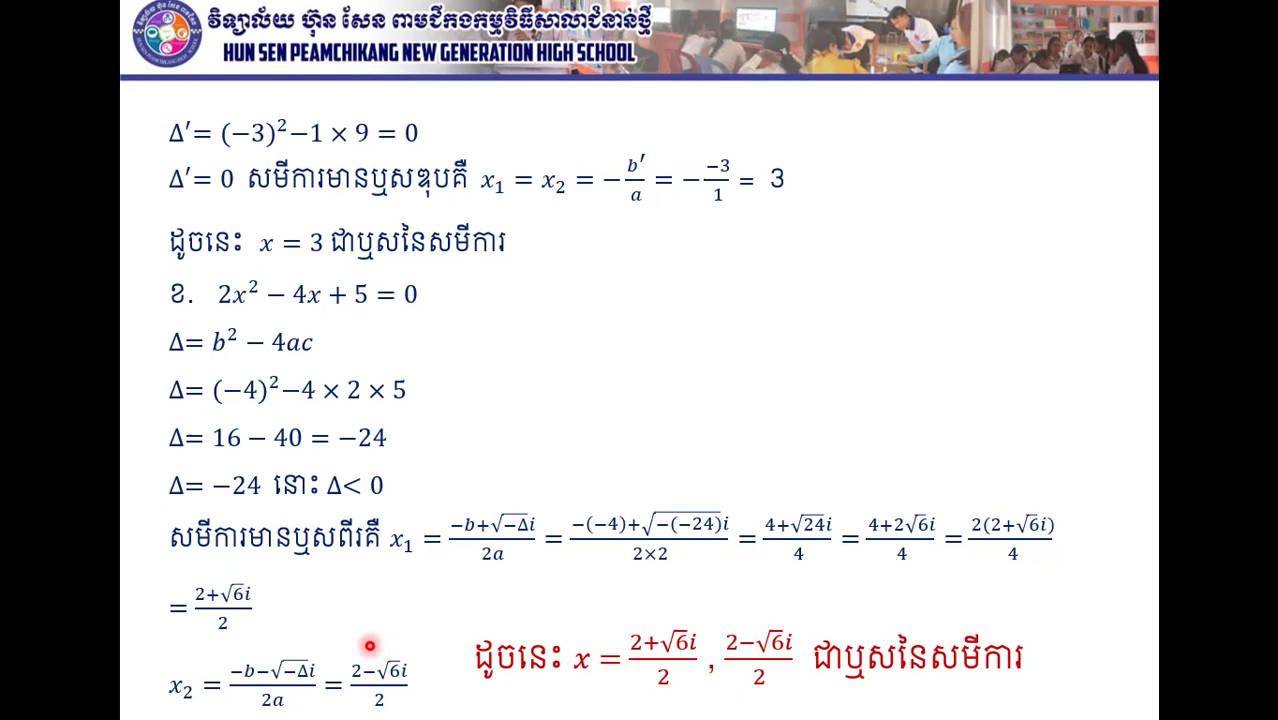 វិទ្យាល័យ ហ៊ុន សែន ពាមជីកងកម្មវិធីសាលាជំនាន់ថ្មី
HUN SEN PEAMCHIKANG NEW GENERATION HIGH SCHOOL
Δ′= (−3)²−1 × 9 = 0
Δ′= 0 សមីការមានឬសឌុបគឺ x₁ = x₂ = −b′/a = −−3/1 = 3
ដូចនេះ x = 3 ជាឬសនៃសមីការ
ខ. 2x² − 4x + 5 = 0
Δ= b² − 4ac
Δ= (−4)²−4 × 2 × 5
Δ= 16 − 40 = −24
Δ= −24 នោះ Δ< 0
សមីការមានឬសពីរគឺ x₁ = (−b+√(−Δ)i)/(2a) = (−(−4)+√(−(−24))i)/(2×2) = (4+√24i)/4 = (4+2√6i)/4 = (2(2+√6i))/4
= (2+√6i)/2
x₂ = (−b−√(−Δ)i)/(2a) = (2−√6i)/2
ដូចនេះ x = (2+√6i)/2 , (2−√6i)/2 ជាឬសនៃសមីការ